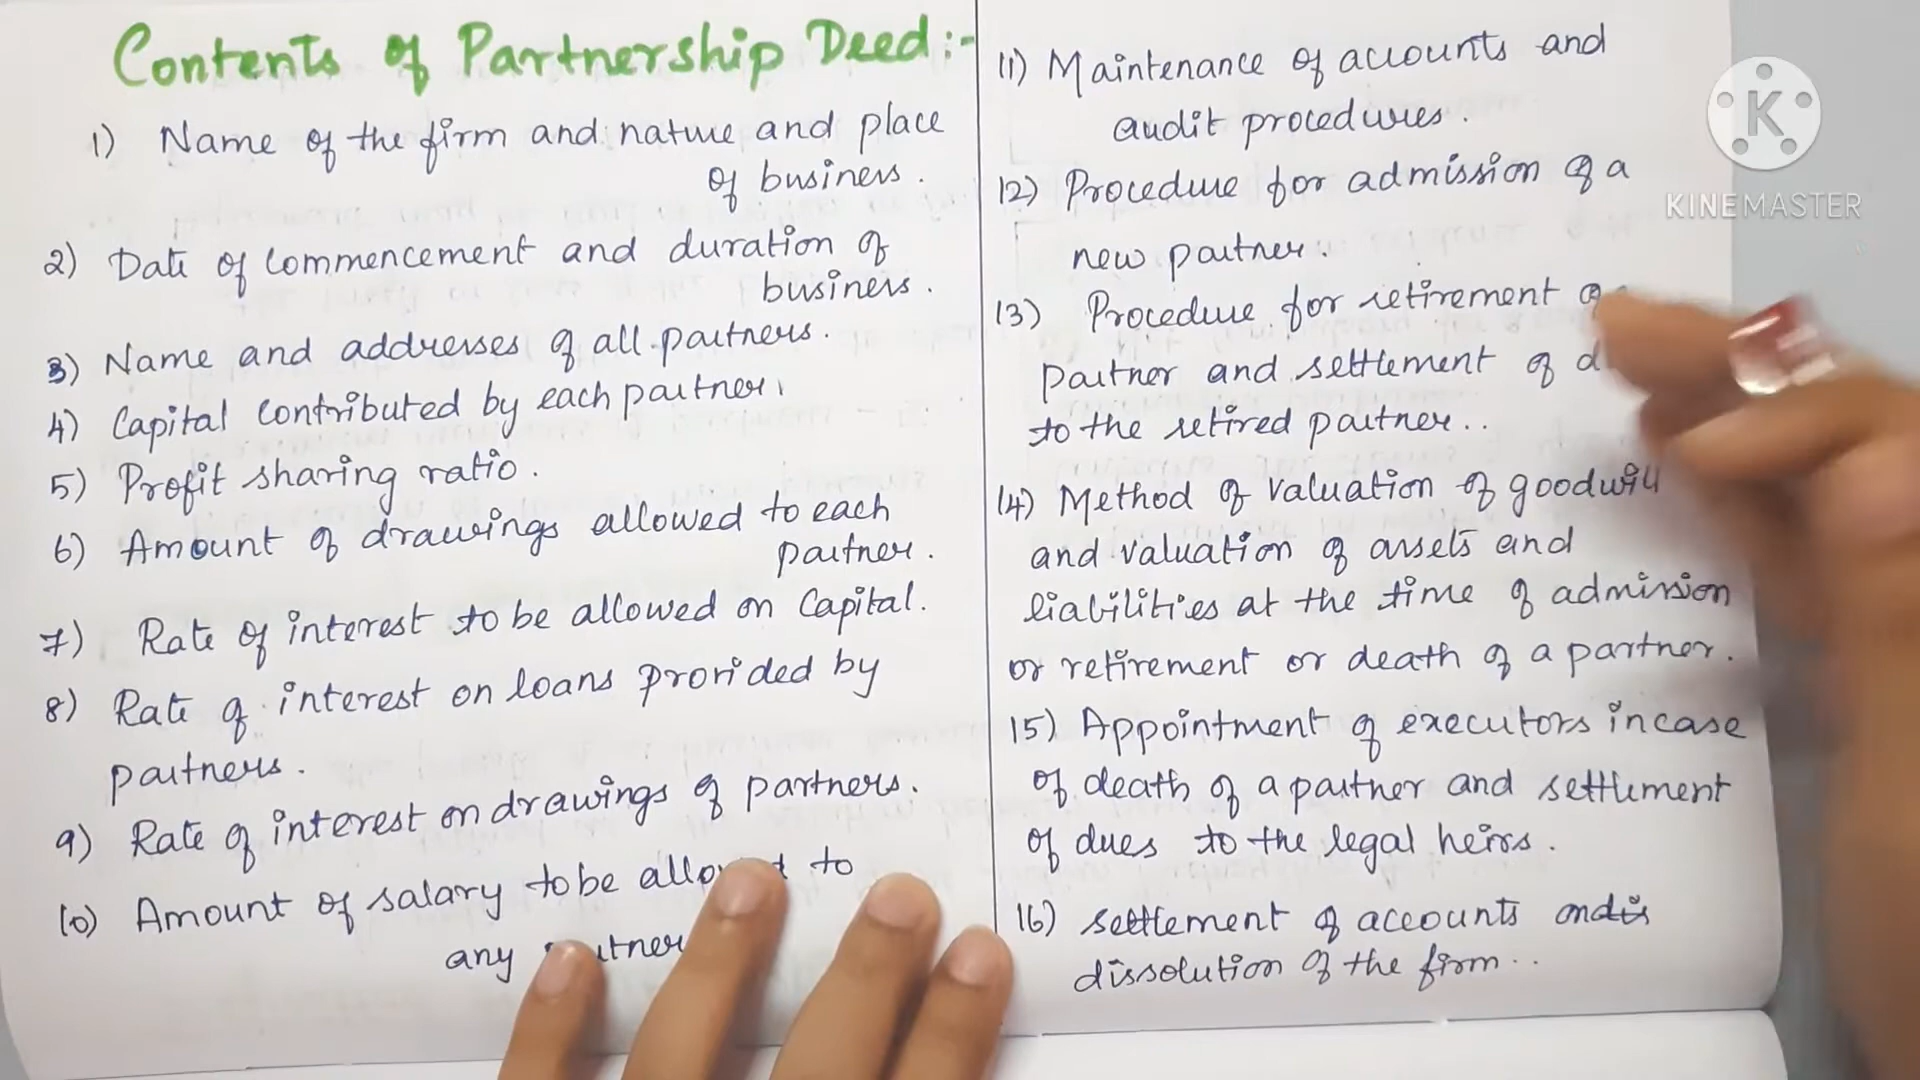 Contents of Partnership Deed:-
1) Name of the firm and nature and place
of business.
2) Date of commencement and duration of
business.
3) Name and addresses of all partners.
4) Capital contributed by each partner.
5) Profit sharing ratio.
6) Amount of drawings allowed to each
partner.
7) Rate of interest to be allowed on Capital.
8) Rate of interest on loans provided by
partners.
9) Rate of interest on drawings of partners.
10) Amount of salary to be to
any
11) Maintenance of accounts and
audit procedures.
12) Procedure for admission of a
new partner.
13) Procedure for retirement
partner and settlement of
to the retired partner..
14) Method of valuation of goodwill
and valuation of assets and
liabilities at the time of admission
or retirement or death of a partner.
15) Appointment of executors incase
of death of a partner and settlement
of dues to the legal heirs.
16) settlement of accounts
dissolution of the firm..
K
KINEMASTER